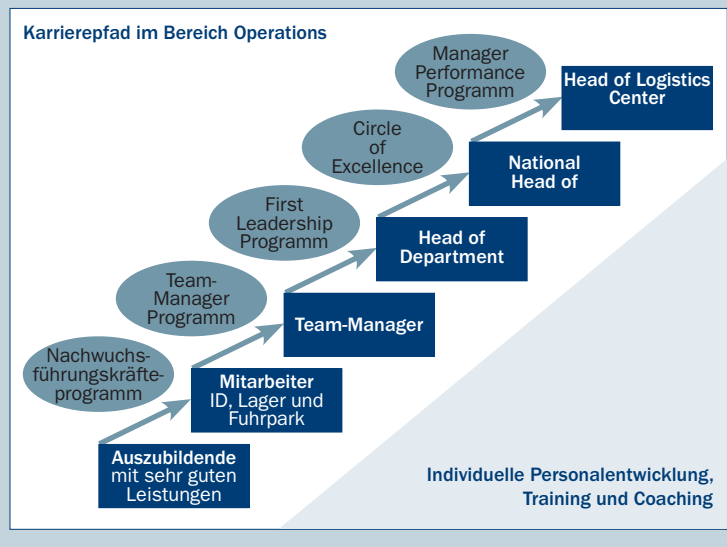 Karrierepfad im Bereich Operations
Manager
Performance
Programm
Head of Logistics
Center
Circle
of
Excellence
National
Head of
First
Leadership
Programm
Head of
Department
Team-
Manager
Programm
Team-Manager
Nachwuchs-
führungskräfte-
programm
Mitarbeiter
ID, Lager und
Fuhrpark
Auszubildende
mit sehr guten
Leistungen
Individuelle Personalentwicklung,
Training und Coaching